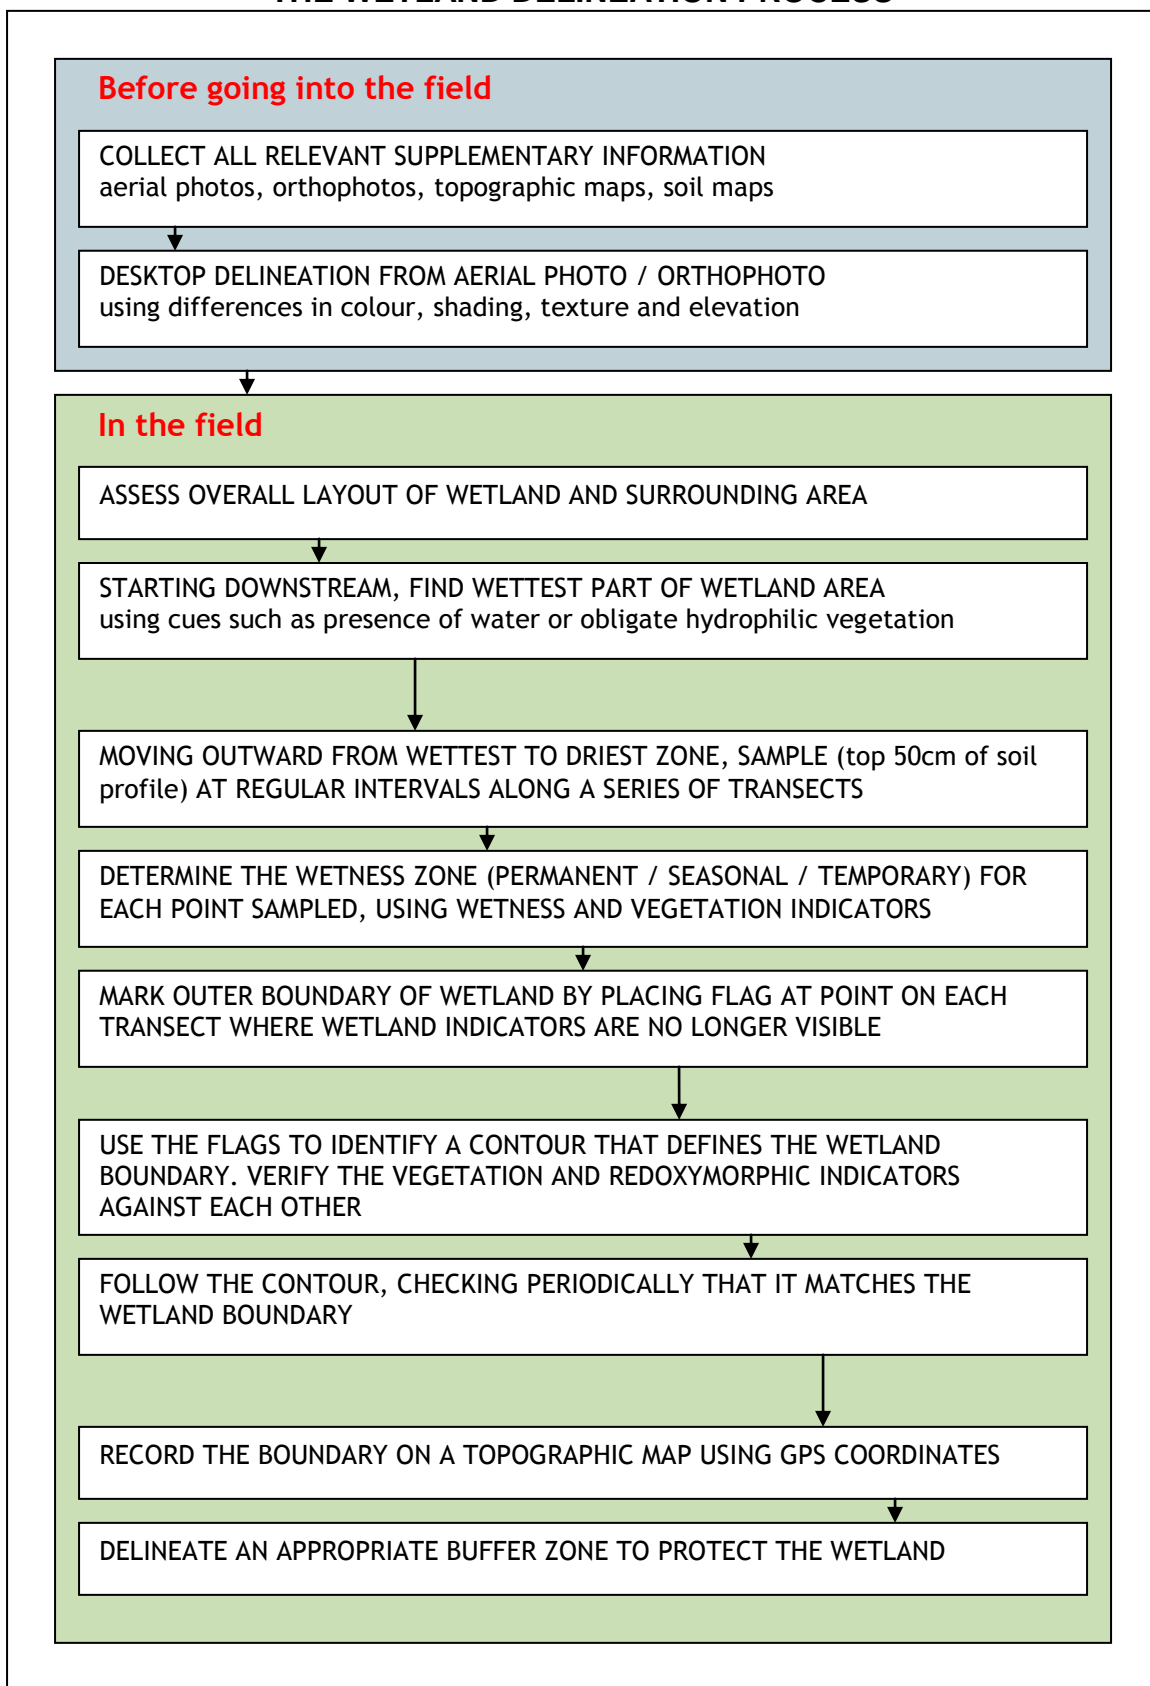 THE WETLAND DELINEATION PROCESS
Before going into the field
COLLECT ALL RELEVANT SUPPLEMENTARY INFORMATION
aerial photos, orthophotos, topographic maps, soil maps
DESKTOP DELINEATION FROM AERIAL PHOTO / ORTHOPHOTO
using differences in colour, shading, texture and elevation
In the field
ASSESS OVERALL LAYOUT OF WETLAND AND SURROUNDING AREA
STARTING DOWNSTREAM, FIND WETTEST PART OF WETLAND AREA
using cues such as presence of water or obligate hydrophilic vegetation
MOVING OUTWARD FROM WETTEST TO DRIEST ZONE, SAMPLE (top 50cm of soil
profile) AT REGULAR INTERVALS ALONG A SERIES OF TRANSECTS
DETERMINE THE WETNESS ZONE (PERMANENT / SEASONAL / TEMPORARY) FOR
EACH POINT SAMPLED, USING WETNESS AND VEGETATION INDICATORS
MARK OUTER BOUNDARY OF WETLAND BY PLACING FLAG AT POINT ON EACH
TRANSECT WHERE WETLAND INDICATORS ARE NO LONGER VISIBLE
USE THE FLAGS TO IDENTIFY A CONTOUR THAT DEFINES THE WETLAND
BOUNDARY. VERIFY THE VEGETATION AND REDOXYMORPHIC INDICATORS
AGAINST EACH OTHER
FOLLOW THE CONTOUR, CHECKING PERIODICALLY THAT IT MATCHES THE
WETLAND BOUNDARY
RECORD THE BOUNDARY ON A TOPOGRAPHIC MAP USING GPS COORDINATES
DELINEATE AN APPROPRIATE BUFFER ZONE TO PROTECT THE WETLAND